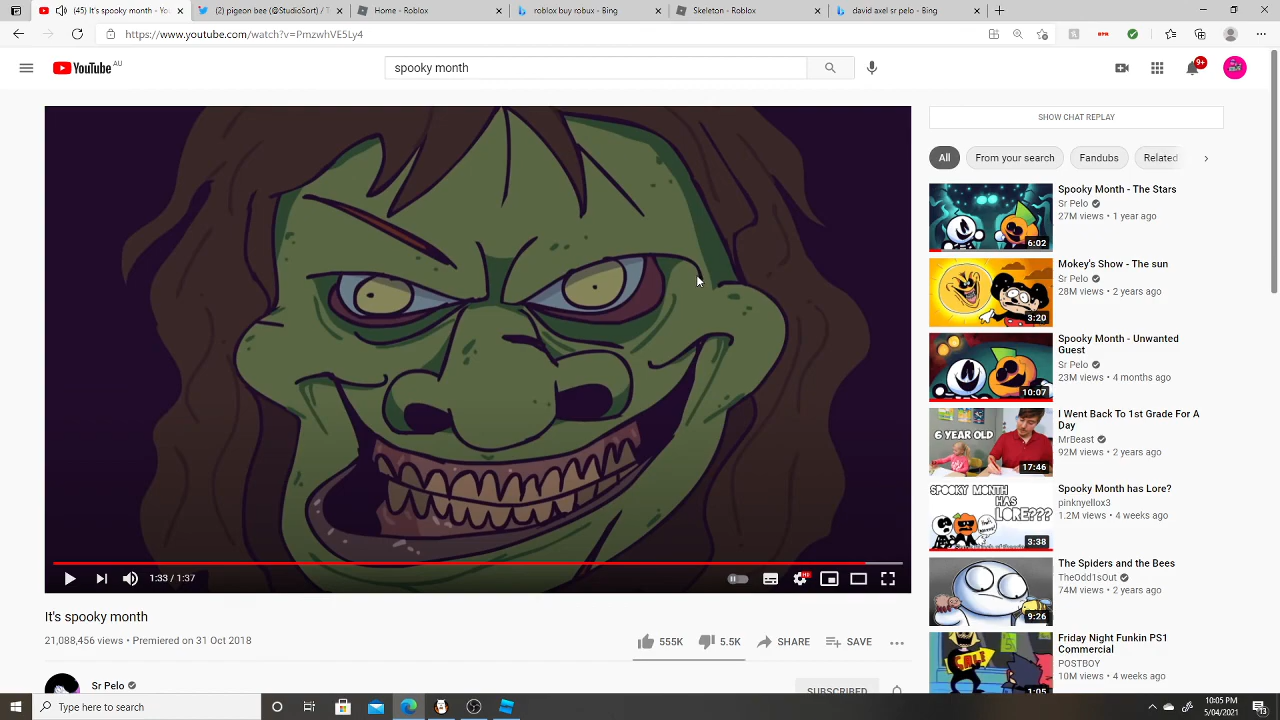 (45) It's spooky month - Yo
(2) pigeon bee (@StudioSort) / T
Home - Roblox
roblox buy robux - Bing
Skeleton - Roblox
david axel sr pelo - Bing
https://www.youtube.com/watch?v=PmzwhVE5Ly4
YouTube AU
spooky month
9+
SHOW CHAT REPLAY
All
From your search
Fandubs
Related
Spooky Month - The Stars
Sr Pelo
27M views • 1 year ago
6:02
Mokey's Show - The sun
Sr Pelo
28M views • 2 years ago
3:20
Spooky Month - Unwanted
Guest
Sr Pelo
23M views • 4 months ago
10:07
6 YEAR OLD
I Went Back To 1st Grade For A
Day
MrBeast
92M views • 2 years ago
17:46
SPOOKY MONTH
HAS
LORE???
Spooky Month has Lore?
pinknyellox3
1.2M views • 4 weeks ago
3:38
The Spiders and the Bees
TheOdd1sOut
74M views • 2 years ago
9:26
Friday Night Funkin PS1
Commercial
POSTBOY
10M views • 4 weeks ago
1:05
1:33 / 1:37
HD
It's spooky month
21,088,456 views • Premiered on 31 Oct 2018
555K
5.5K
SHARE
SAVE
Sr Pelo
SUBSCRIBED
Type here to search
10:05 PM
5/04/2021